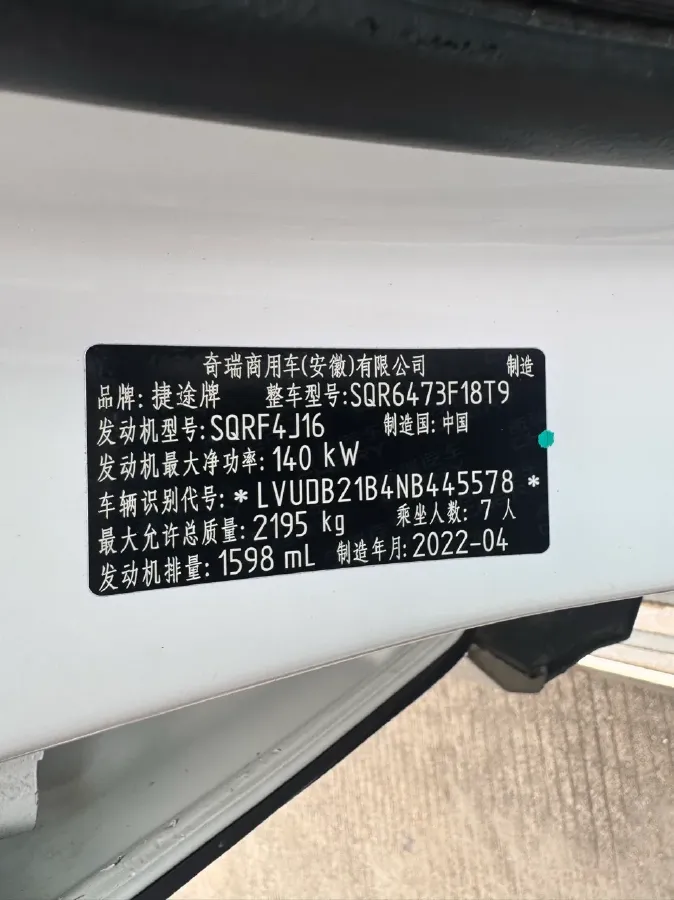 奇瑞商用车(安徽)有限公司 制造
品牌: 捷途牌 整车型号:SQR6473F18T9
发动机型号:SQRF4J16 制造国:中国
发动机最大净功率:140 kW
车辆识别代号:*LVUDB21B4NB445578*
最大允许总质量:2195 kg 乘坐人数:7人
发动机排量:1598 mL 制造年月:2022-04